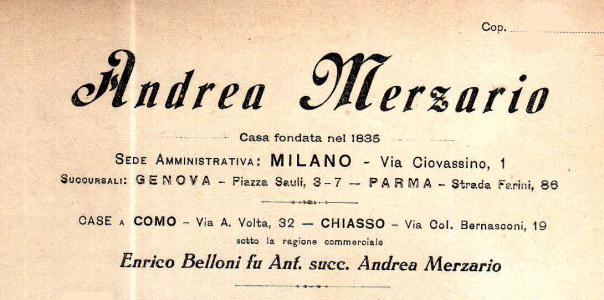 Cop.
Andrea Merzario
Casa fondata nel 1835
SEDE AMMINISTRATIVA: MILANO - Via Ciovassino, 1
SUCCURSALI: GENOVA - Piazza Sauli, 3-7 — PARMA - Strada Farini, 86
CASE A COMO - Via A. Volta, 32 — CHIASSO - Via Col. Bernasconi, 19
sotto la ragione commerciale
Enrico Belloni fu Ant. succ. Andrea Merzario